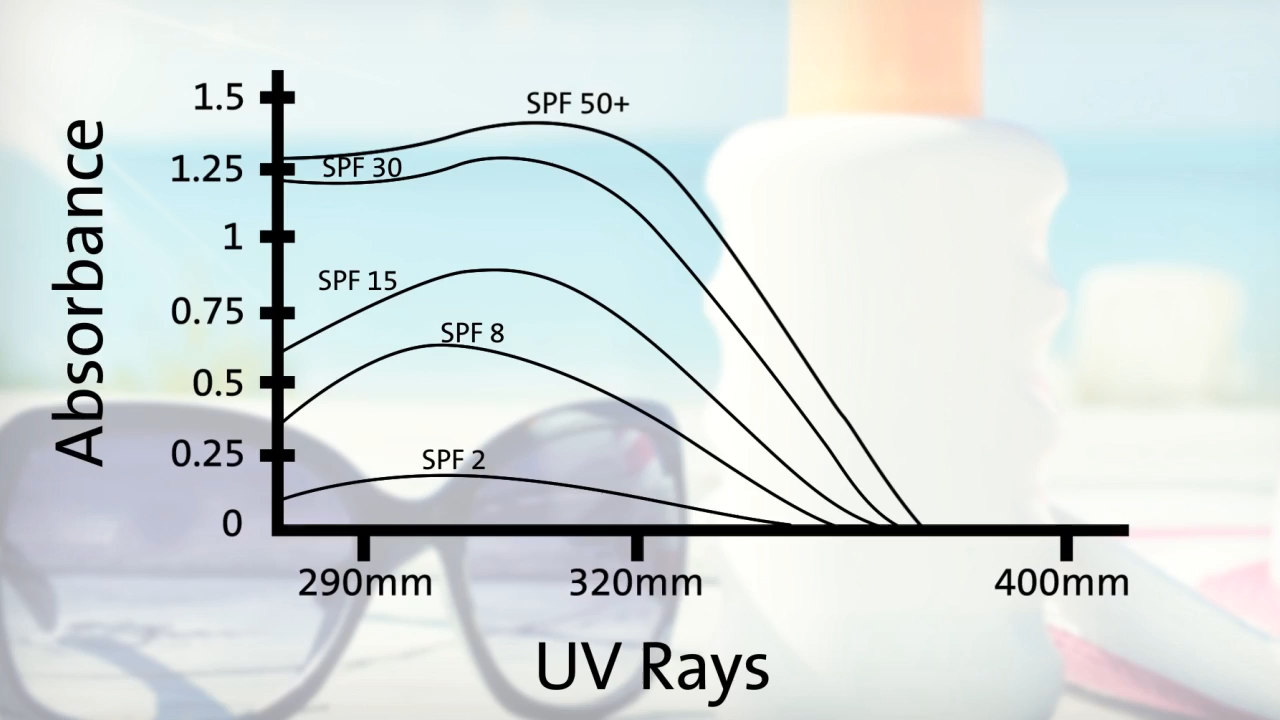 Absorbance
1.5
1.25
1
0.75
0.5
0.25
0
SPF 50+
SPF 30
SPF 15
SPF 8
SPF 2
290mm
320mm
400mm
UV Rays